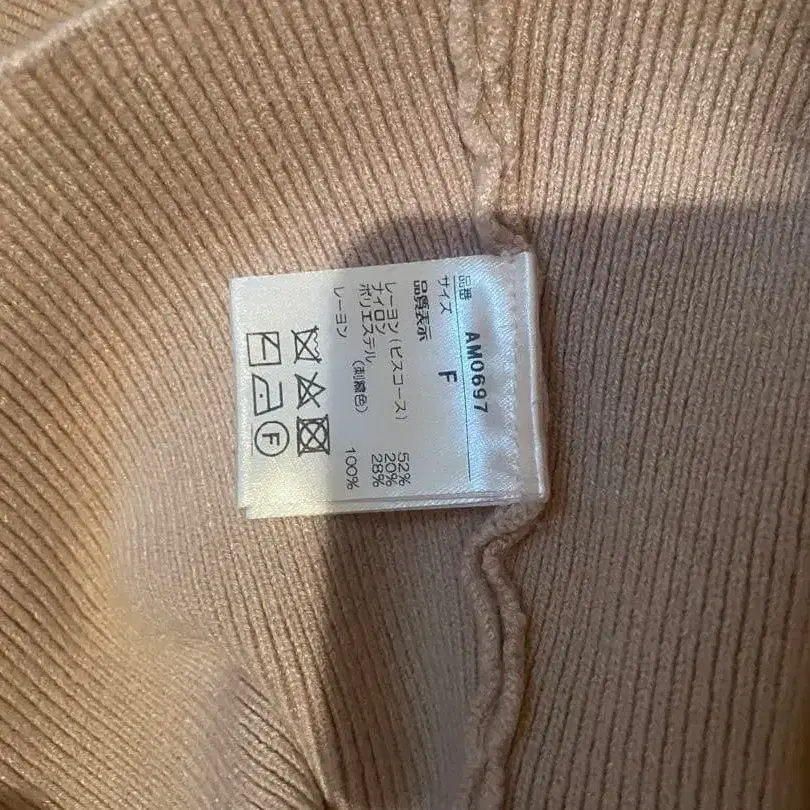 品番 AM0697
サイズ F
品質表示
レーヨン(ビスコース) 52%
ナイロン 20%
ポリエステル 28%
(刺繍色)
レーヨン 100%
F